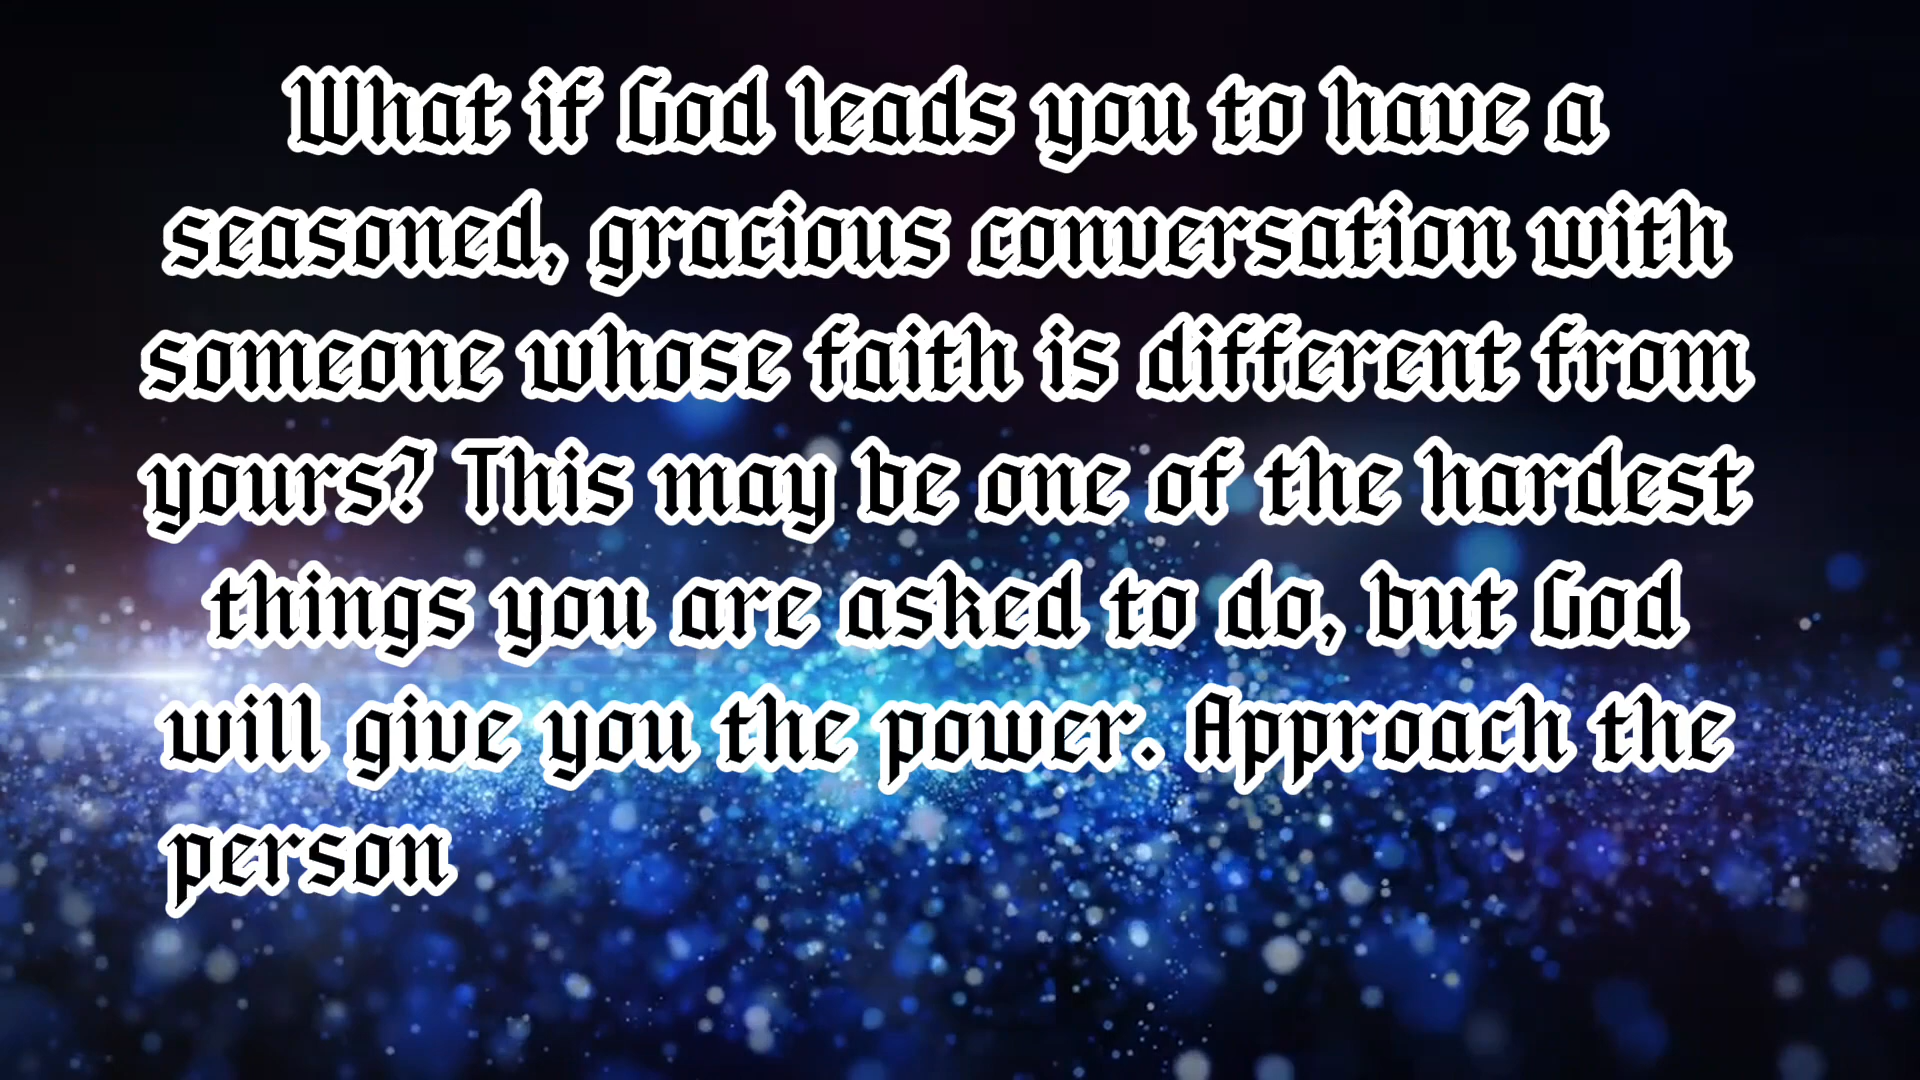 What if God leads you to have a
seasoned, gracious conversation with
someone whose faith is different from
yours? This may be one of the hardest
things you are asked to do, but God
will give you the power. Approach the
person